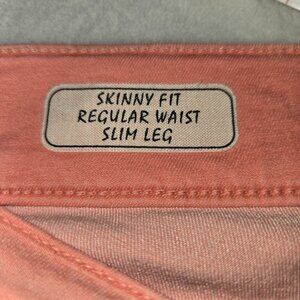 SKINNY FIT
REGULAR WAIST
SLIM LEG